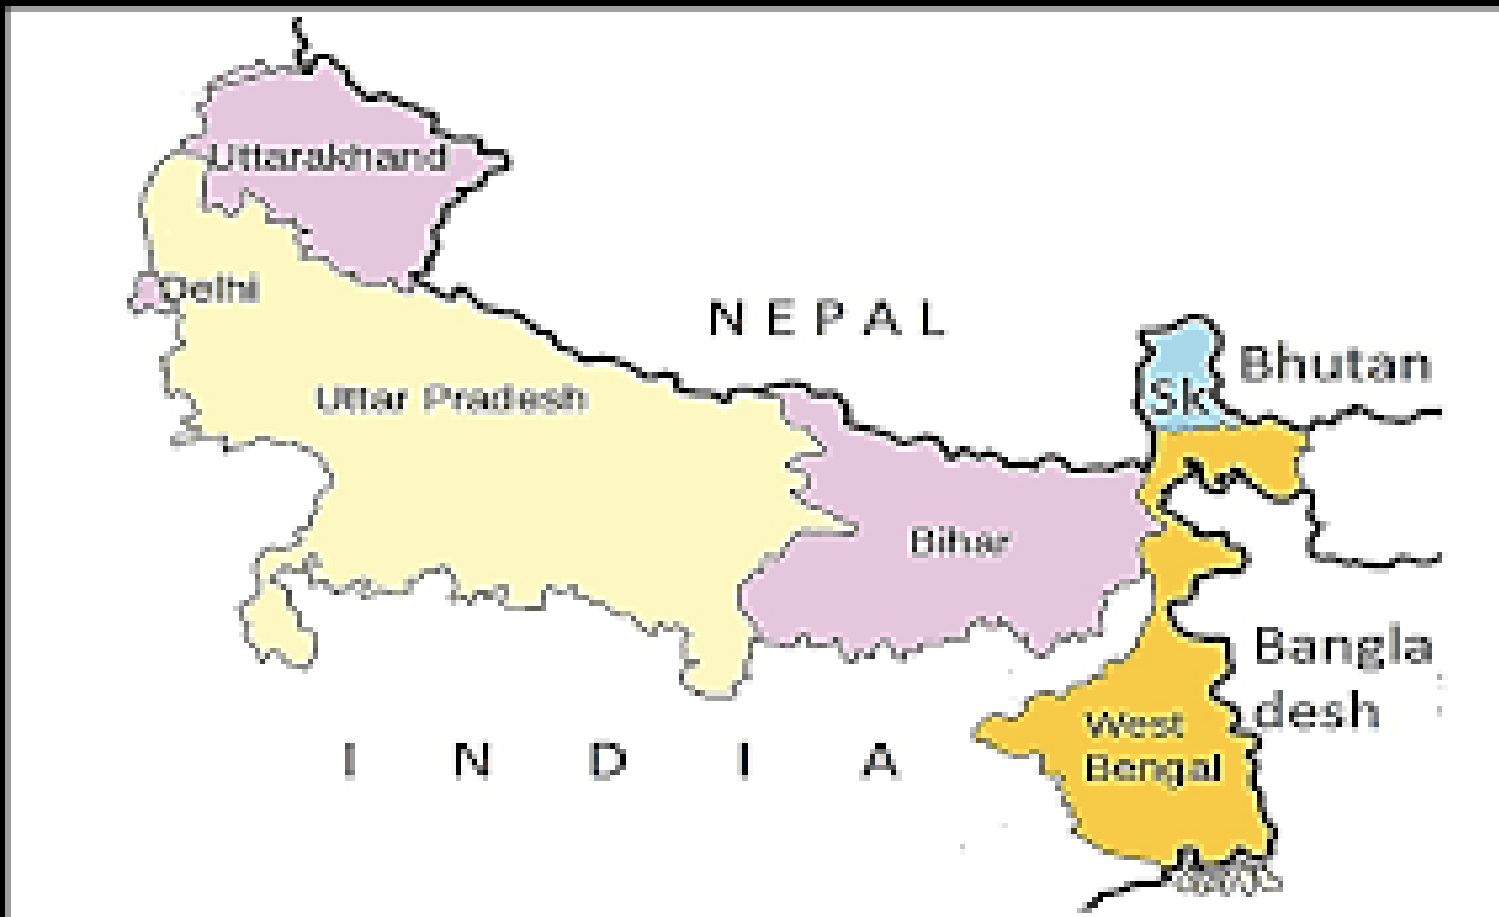 Uttarakhand
Delhi
NEPAL
Uttar Pradesh
Sk
Bhutan
Bihar
Bangla
desh
West
Bengal
INDIA